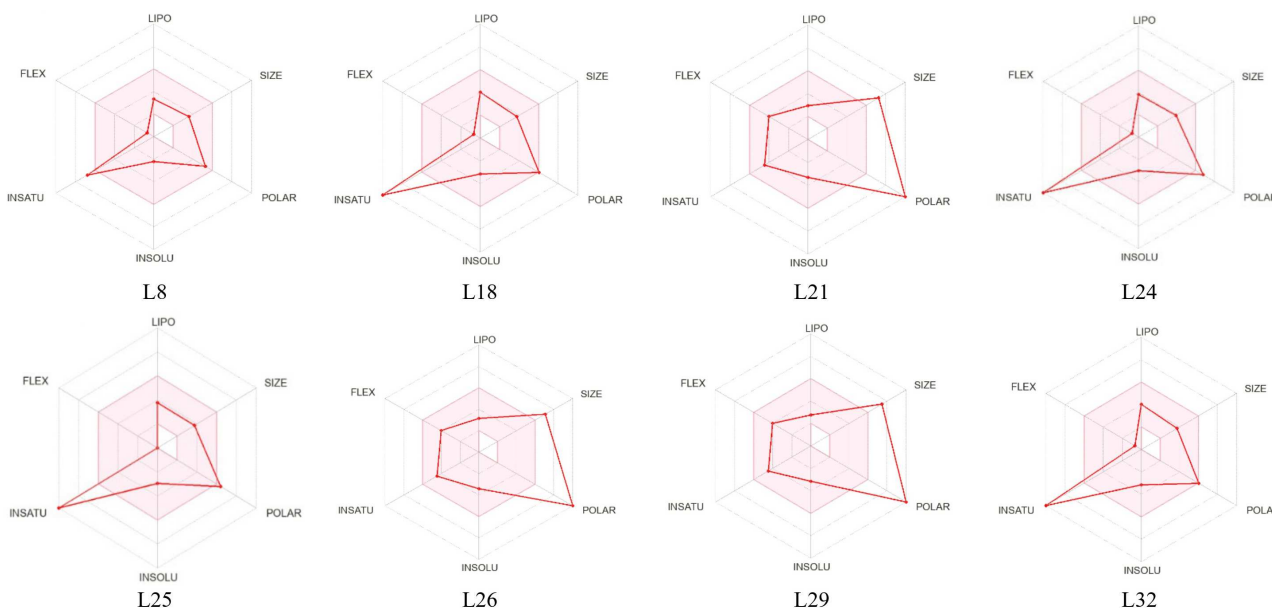 LIPO LIPO LIPO LIPO
FLEX SIZE FLEX SIZE FLEX SIZE FLEX SIZE
INSATU POLAR INSATU POLAR INSATU POLAR INSATU POLAR
INSOLU INSOLU INSOLU INSOLU
L8 L18 L21 L24
LIPO LIPO LIPO LIPO
FLEX SIZE FLEX SIZE FLEX SIZE FLEX SIZE
INSATU POLAR INSATU POLAR INSATU POLAR INSATU POLAR
INSOLU INSOLU INSOLU INSOLU
L25 L26 L29 L32